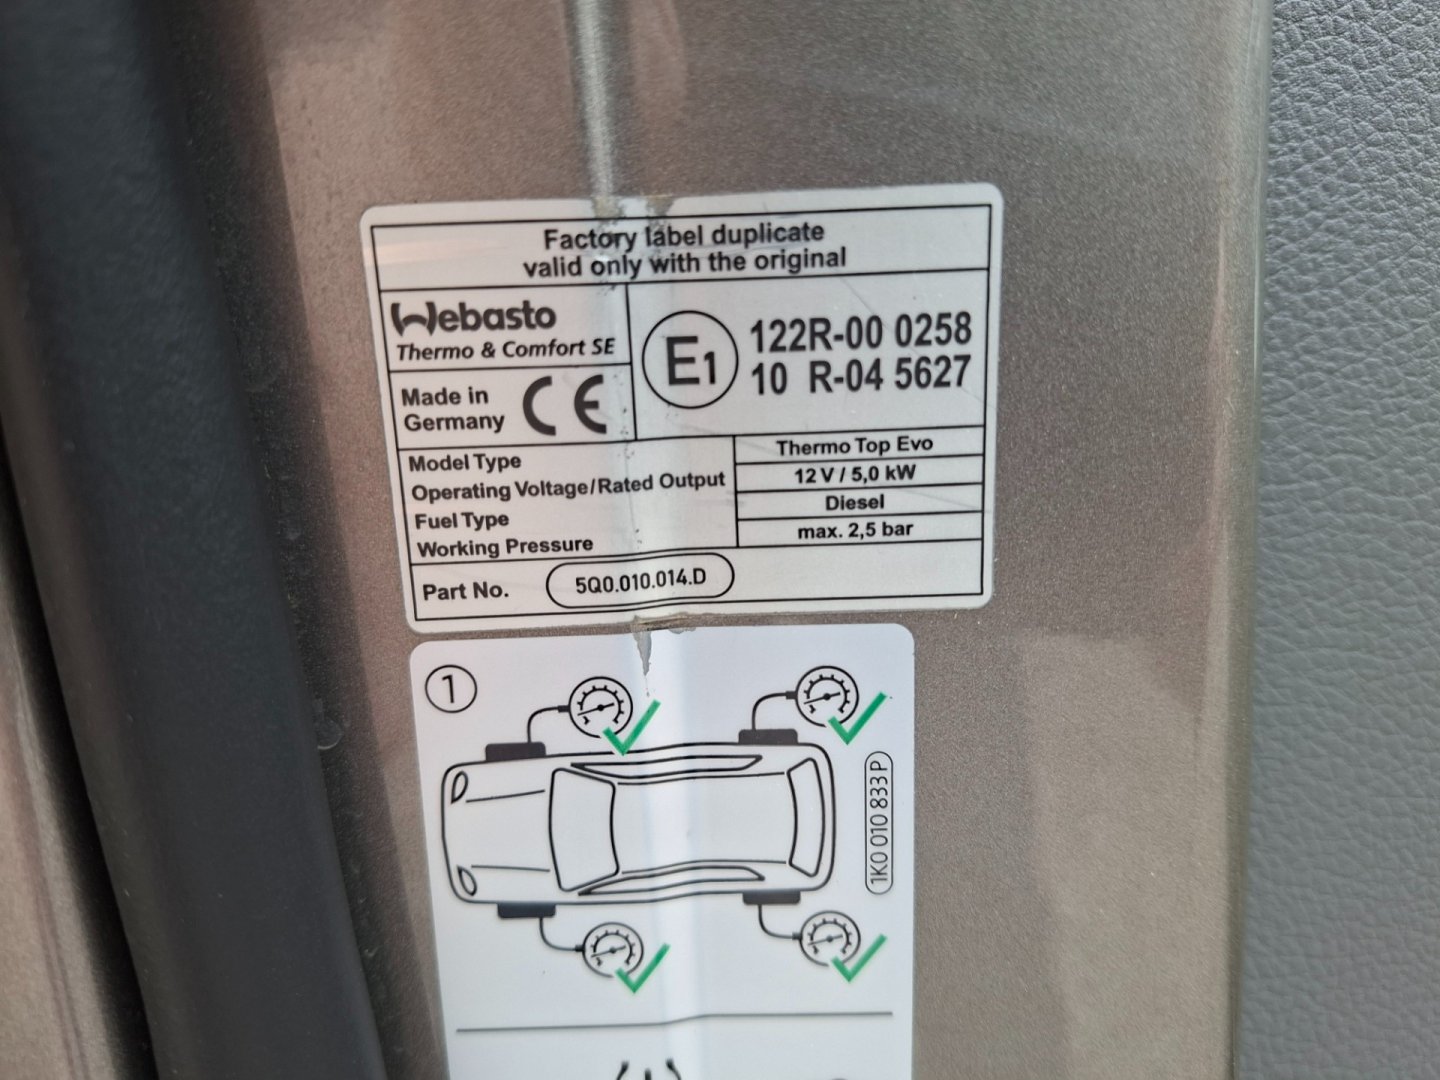 Factory label duplicate
valid only with the original
Webasto
Thermo & Comfort SE
Made in
Germany
CE
E1
122R-00 0258
10 R-04 5627
Model Type
Thermo Top Evo
Operating Voltage/Rated Output
12 V / 5,0 kW
Fuel Type
Diesel
Working Pressure
max. 2,5 bar
Part No.
5Q0.010.014.D
1
1K0 010 833 P